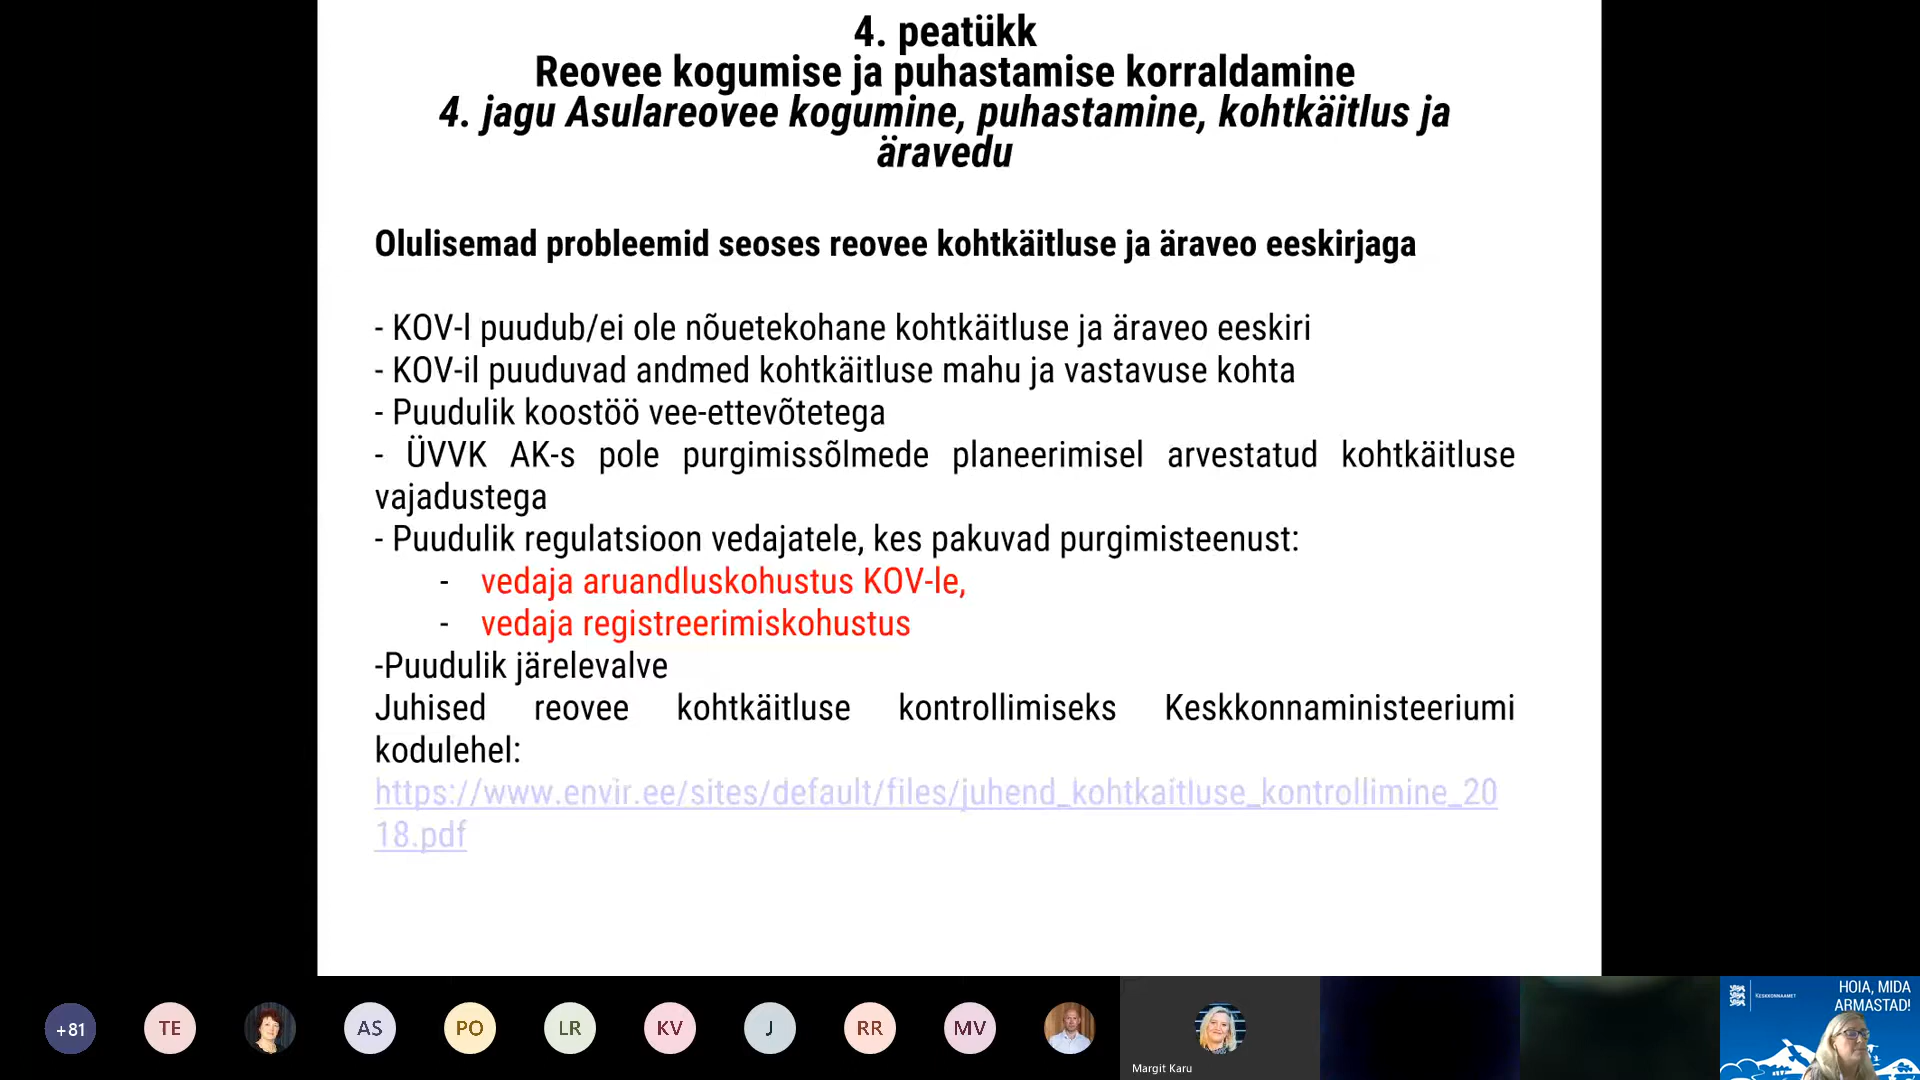 4. peatükk
Reovee kogumise ja puhastamise korraldamine
4. jagu Asulareovee kogumine, puhastamine, kohtkäitlus ja
äravedu
Olulisemad probleemid seoses reovee kohtkäitluse ja äraveo eeskirjaga
- KOV-l puudub/ei ole nõuetekohane kohtkäitluse ja äraveo eeskiri
- KOV-il puuduvad andmed kohtkäitluse mahu ja vastavuse kohta
- Puudulik koostöö vee-ettevõtetega
- ÜVVK AK-s pole purgimissõlmede planeerimisel arvestatud kohtkäitluse
vajadustega
- Puudulik regulatsioon vedajatele, kes pakuvad purgimisteenust:
- vedaja aruandluskohustus KOV-le,
- vedaja registreerimiskohustus
-Puudulik järelevalve
Juhised reovee kohtkäitluse kontrollimiseks Keskkonnaministeeriumi
kodulehel:
https://www.envir.ee/sites/default/files/juhend_kohtkaitluse_kontrollimine_20
18.pdf
+81
TE
AS
PO
LR
KV
J
RR
MV
Margit Karu
KESKKONNAAMET
HOIA, MIDA
ARMASTAD!